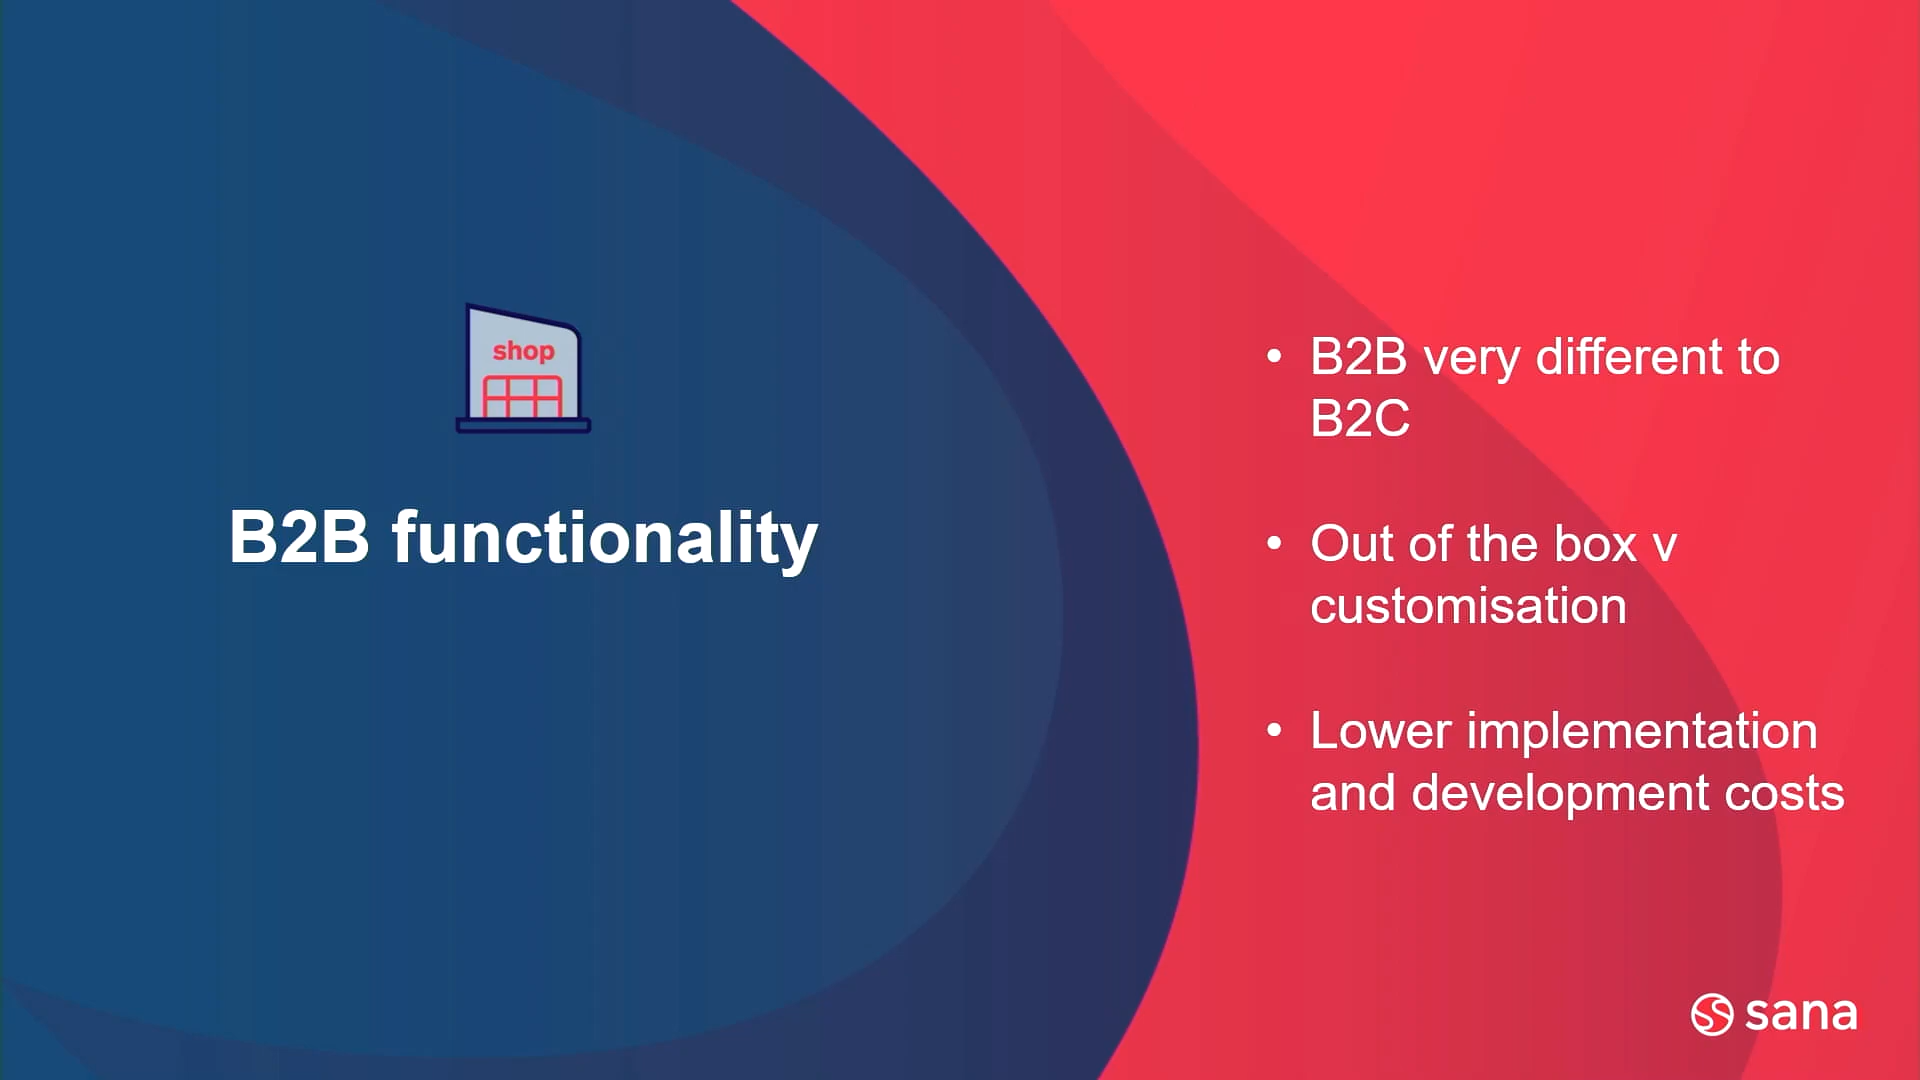 shop
B2B functionality
• B2B very different to
B2C
• Out of the box v
customisation
• Lower implementation
and development costs
sana